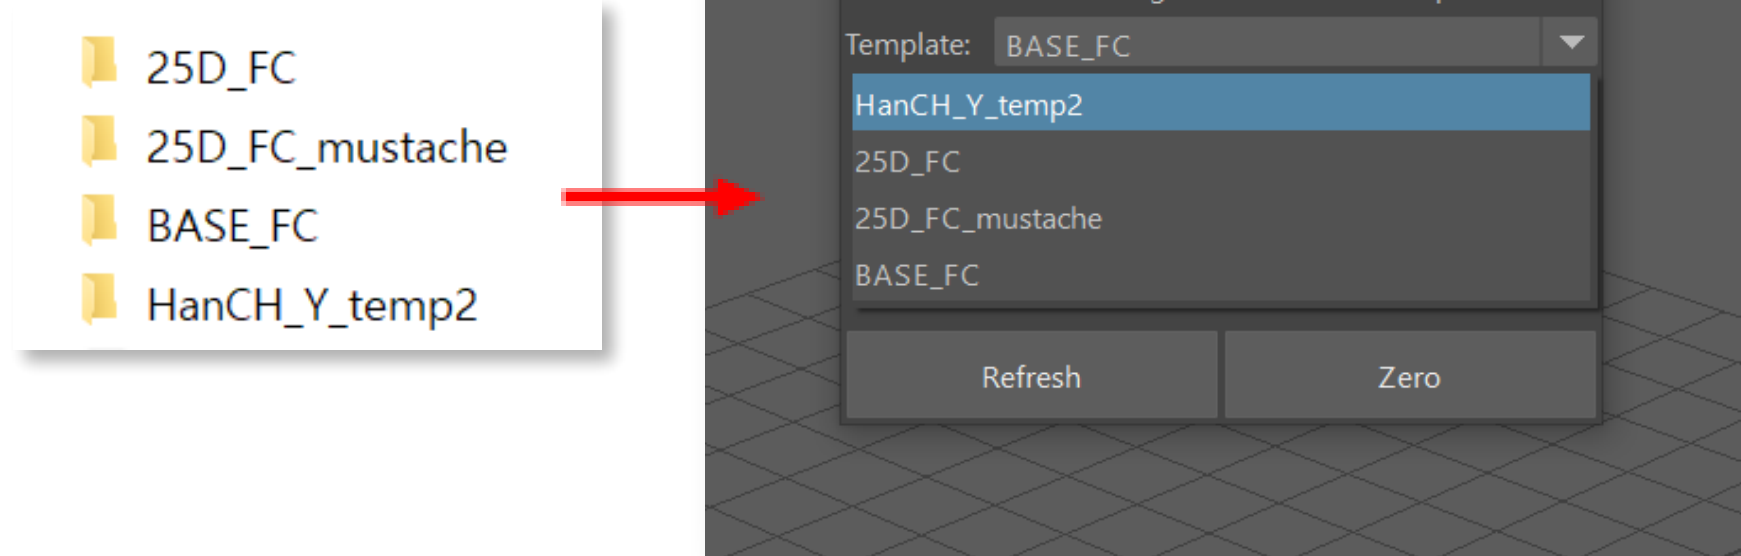 25D_FC
25D_FC_mustache
BASE_FC
HanCH_Y_temp2
Template: BASE_FC
HanCH_Y_temp2
25D_FC
25D_FC_mustache
BASE_FC
Refresh Zero